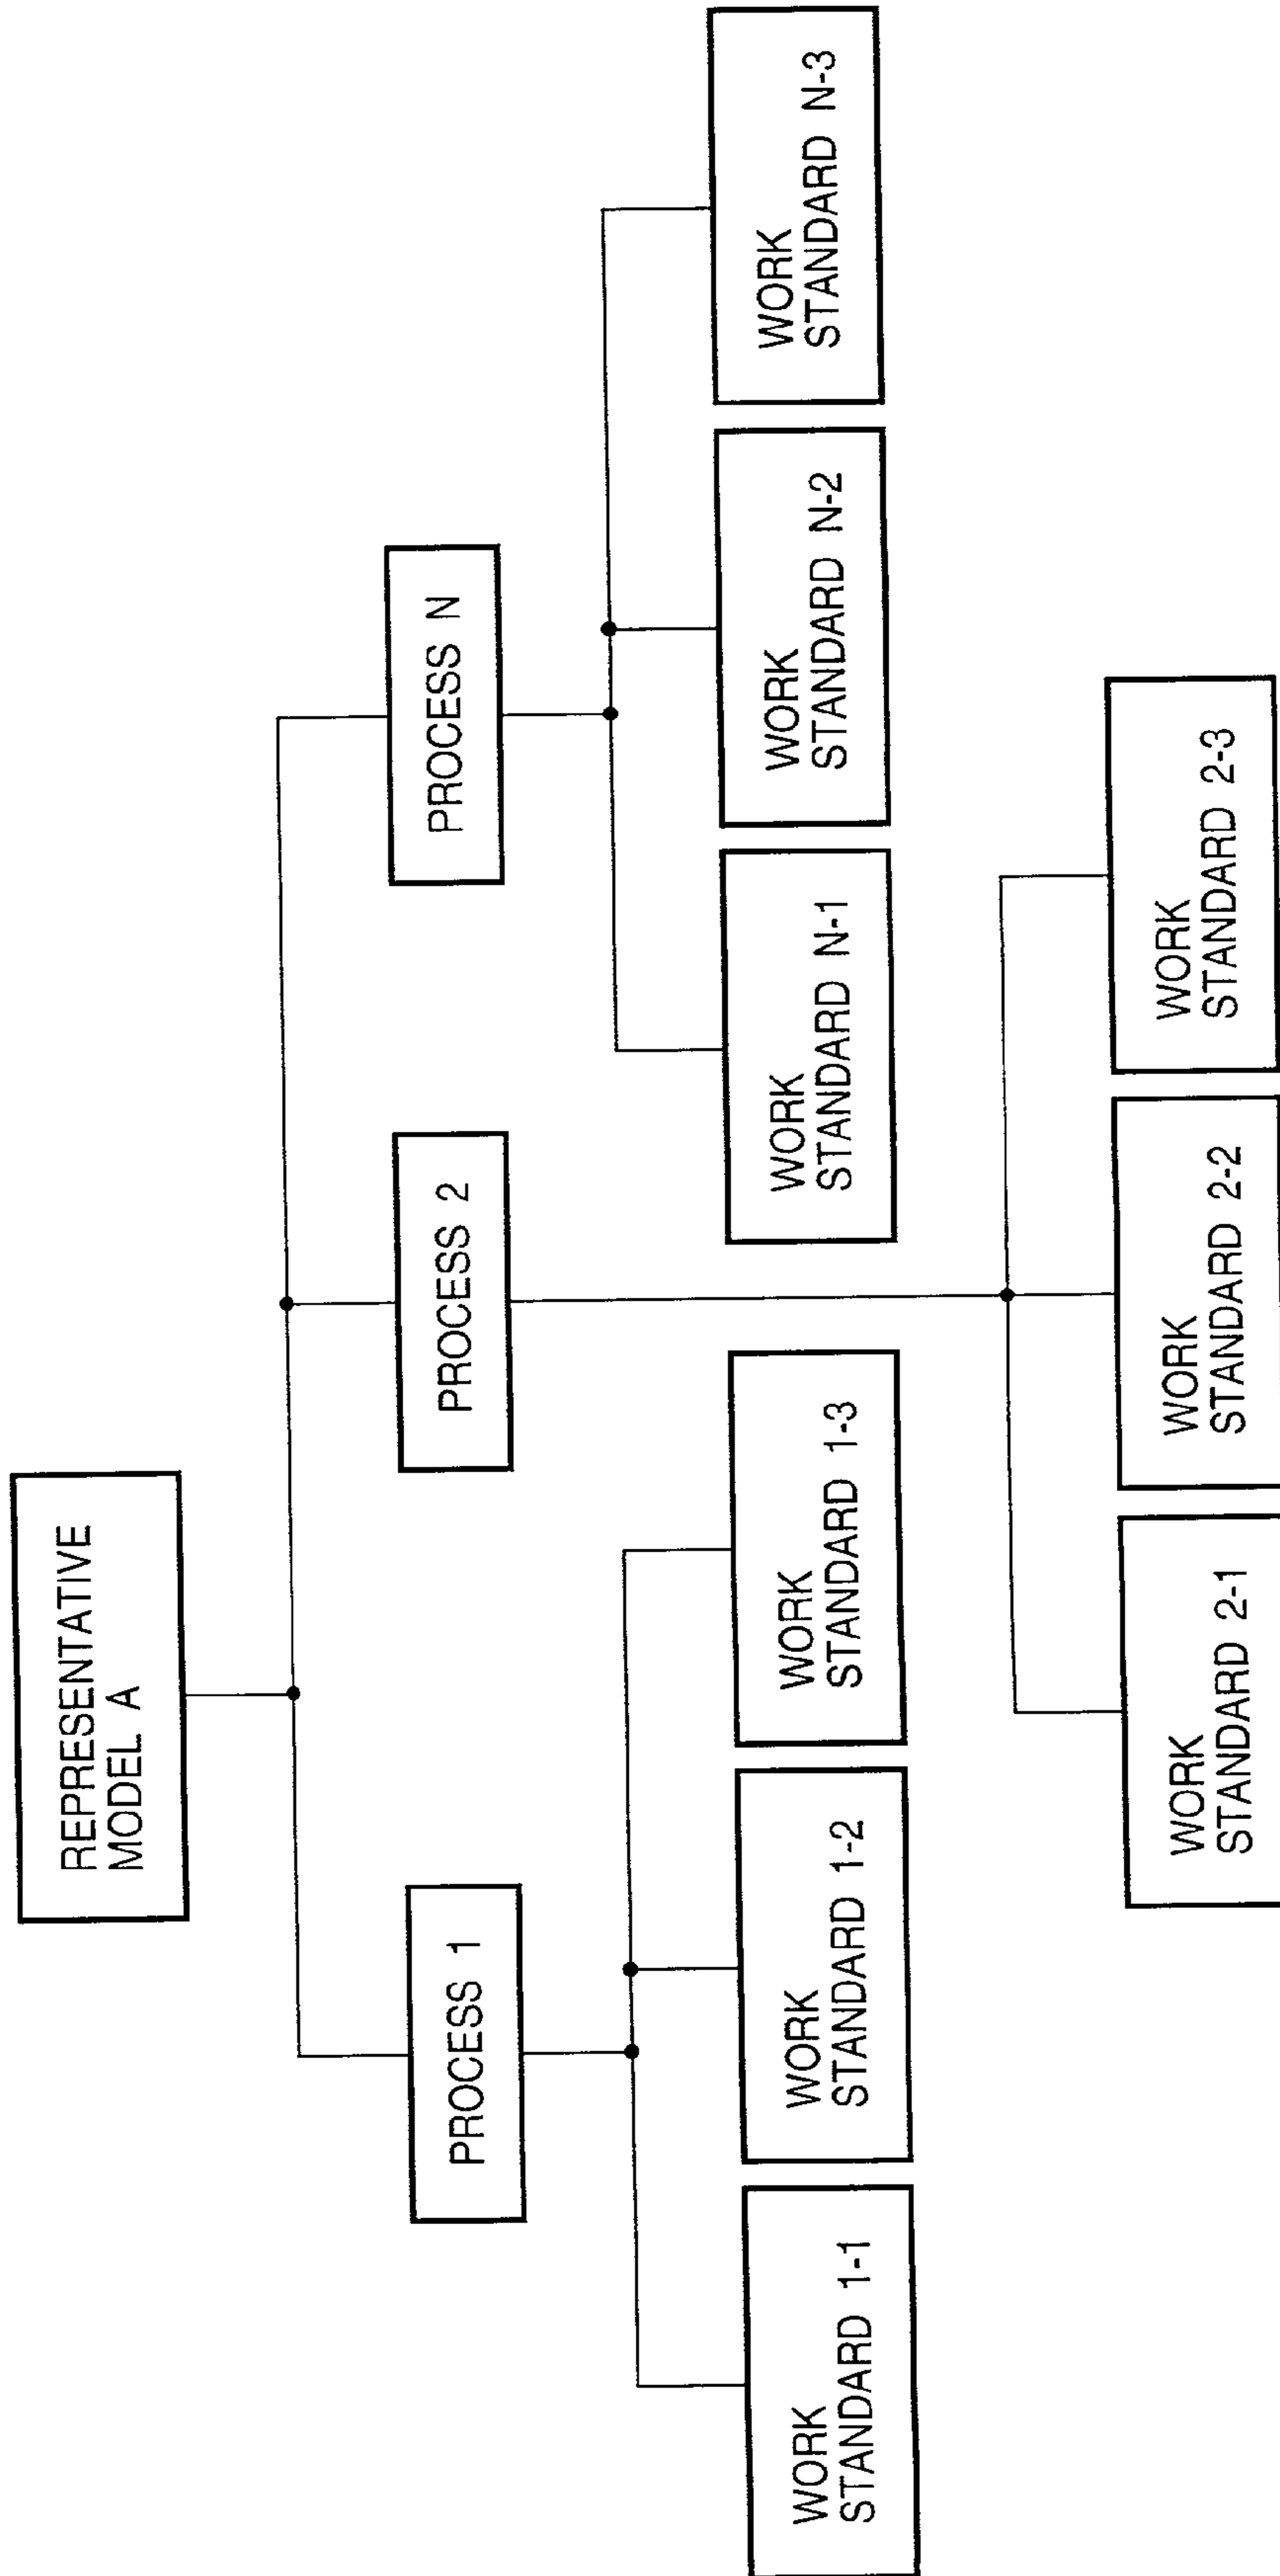 REPRESENTATIVE
MODEL A
PROCESS 1
PROCESS 2
PROCESS N
WORK
STANDARD 1-1
WORK
STANDARD 1-2
WORK
STANDARD 1-3
WORK
STANDARD N-1
WORK
STANDARD N-2
WORK
STANDARD N-3
WORK
STANDARD 2-1
WORK
STANDARD 2-2
WORK
STANDARD 2-3